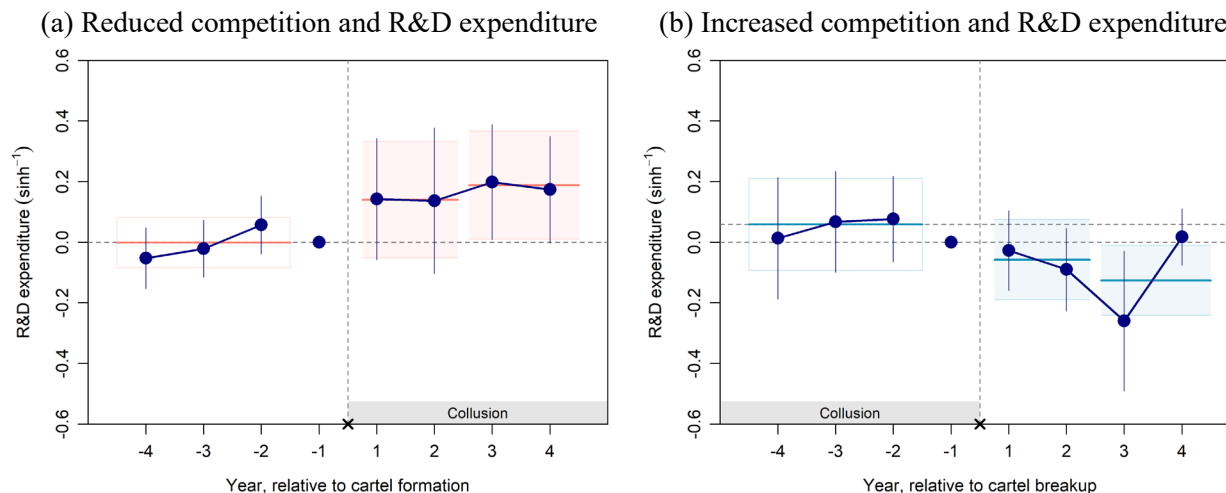 (a) Reduced competition and R&D expenditure
0.6
0.4
0.2
0.0
0.2
-0.4
-0.6
R&D expenditure (sinh⁻¹)
Collusion
-4 -3 -2 -1 1 2 3 4
Year, relative to cartel formation
(b) Increased competition and R&D expenditure
0.6
0.4
0.2
0.0
0.2
-0.4
-0.6
R&D expenditure (sinh⁻¹)
Collusion
-4 -3 -2 -1 1 2 3 4
Year, relative to cartel breakup